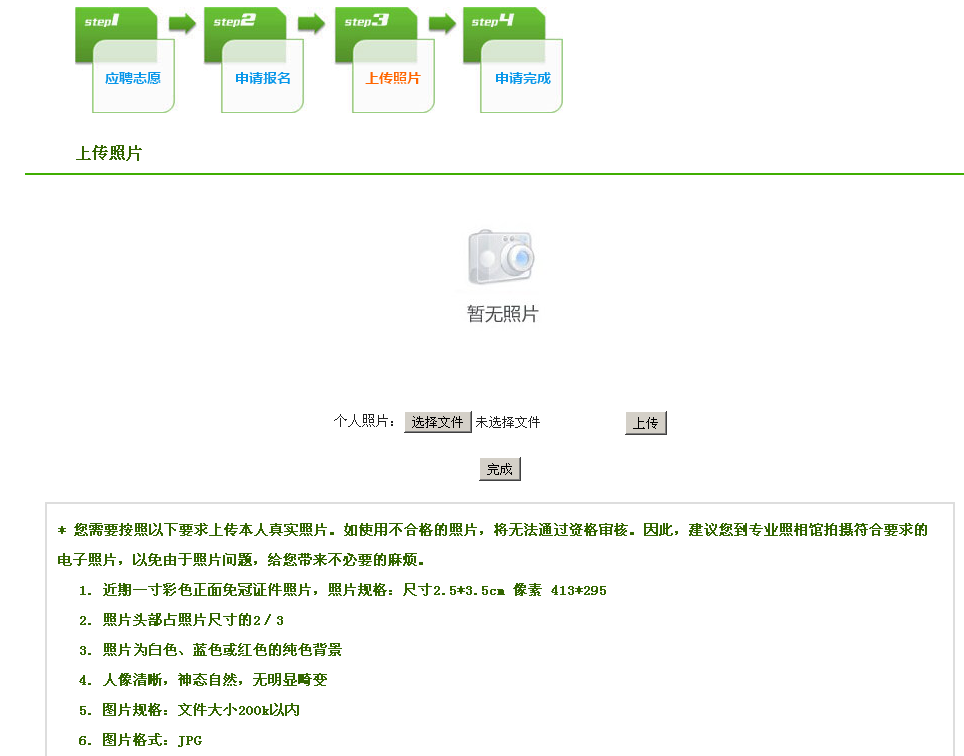 step1 step2 step3 step4
应聘志愿 申请报名 上传照片 申请完成
上传照片
暂无照片
个人照片： 选择文件 未选择文件 上传
完成
* 您需要按照以下要求上传本人真实照片。如使用不合格的照片，将无法通过资格审核。因此，建议您到专业照相馆拍摄符合要求的
电子照片，以免由于照片问题，给您带来不必要的麻烦。
1. 近期一寸彩色正面免冠证件照片，照片规格：尺寸2.5*3.5cm 像素 413*295
2. 照片头部占照片尺寸的2／3
3. 照片为白色、蓝色或红色的纯色背景
4. 人像清晰，神态自然，无明显畸变
5. 图片规格：文件大小200k以内
6. 图片格式：JPG